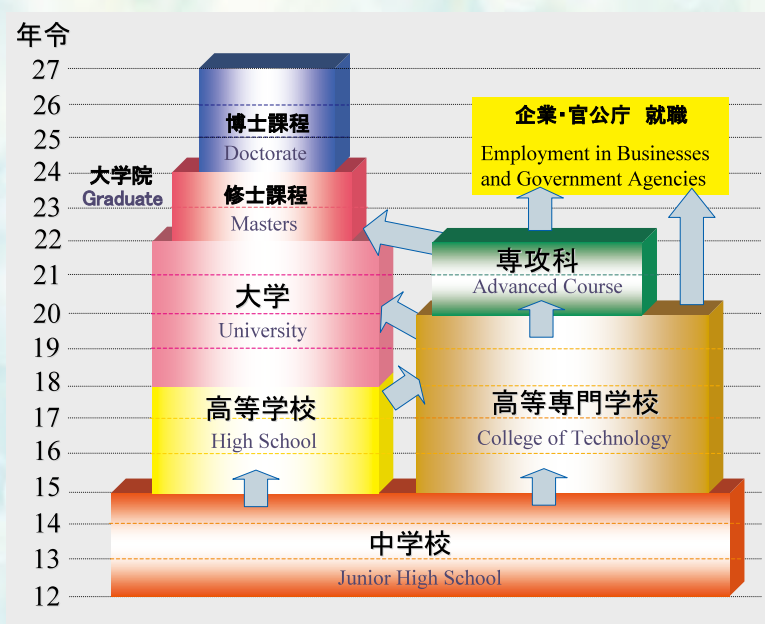 年令
27
26
25
24
23
22
21
20
19
18
17
16
15
14
13
12
博士課程
Doctorate
大学院
Graduate
修士課程
Masters
大学
University
高等学校
High School
企業・官公庁　就職
Employment in Businesses
and Government Agencies
専攻科
Advanced Course
高等専門学校
College of Technology
中学校
Junior High School